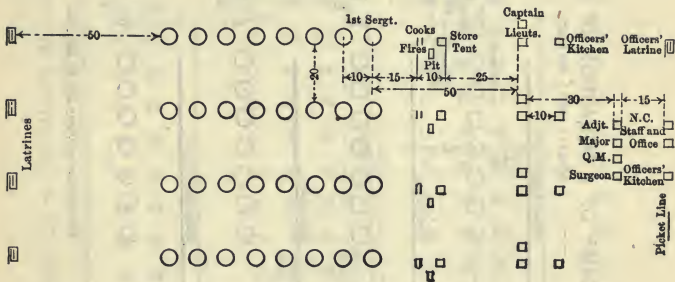 1st Sergt.
Cooks
Fires
Pit
Store
Tent
Captain
Lieuts.
Officers'
Kitchen
Officers'
Latrine
50
20
10
15
10
25
50
30
15
10
Latrines
Adjt.
Major
Q.M.
Surgeon
N.C.
Staff and
Office
Officers'
Kitchen
Picket Line